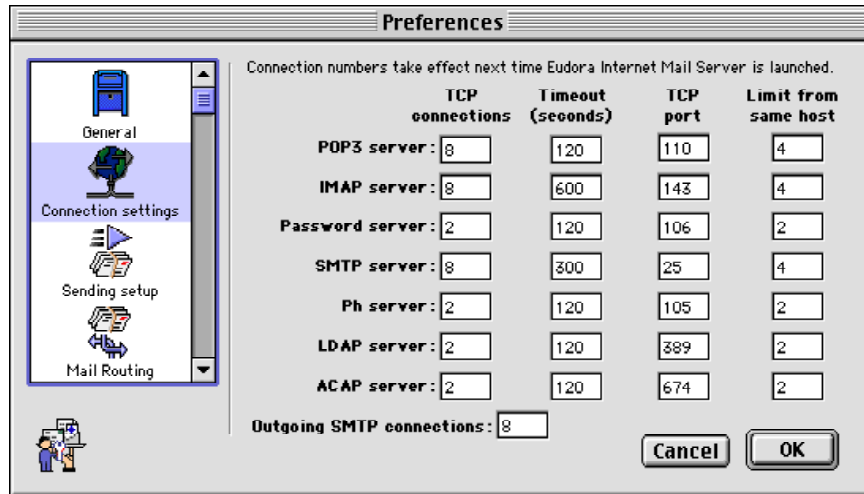 Preferences
General
Connection settings
Sending setup
Mail Routing
Connection numbers take effect next time Eudora Internet Mail Server is launched.
TCP connections Timeout (seconds) TCP port Limit from same host
POP3 server: 8 120 110 4
IMAP server: 8 600 143 4
Password server: 2 120 106 2
SMTP server: 8 300 25 4
Ph server: 2 120 105 2
LDAP server: 2 120 389 2
ACAP server: 2 120 674 2
Outgoing SMTP connections: 8
Cancel OK